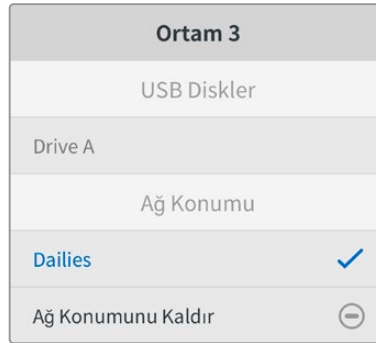 Ortam 3
USB Diskler
Drive A
Ağ Konumu
Dailies
Ağ Konumunu Kaldır